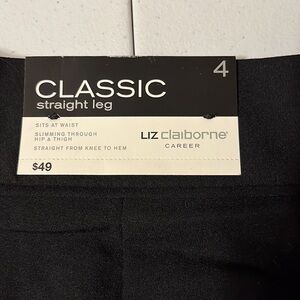 4
CLASSIC
straight leg
SITS AT WAIST
SLIMMING THROUGH
HIP & THIGH
STRAIGHT FROM KNEE TO HEM
LIZ claiborne
CAREER
$49